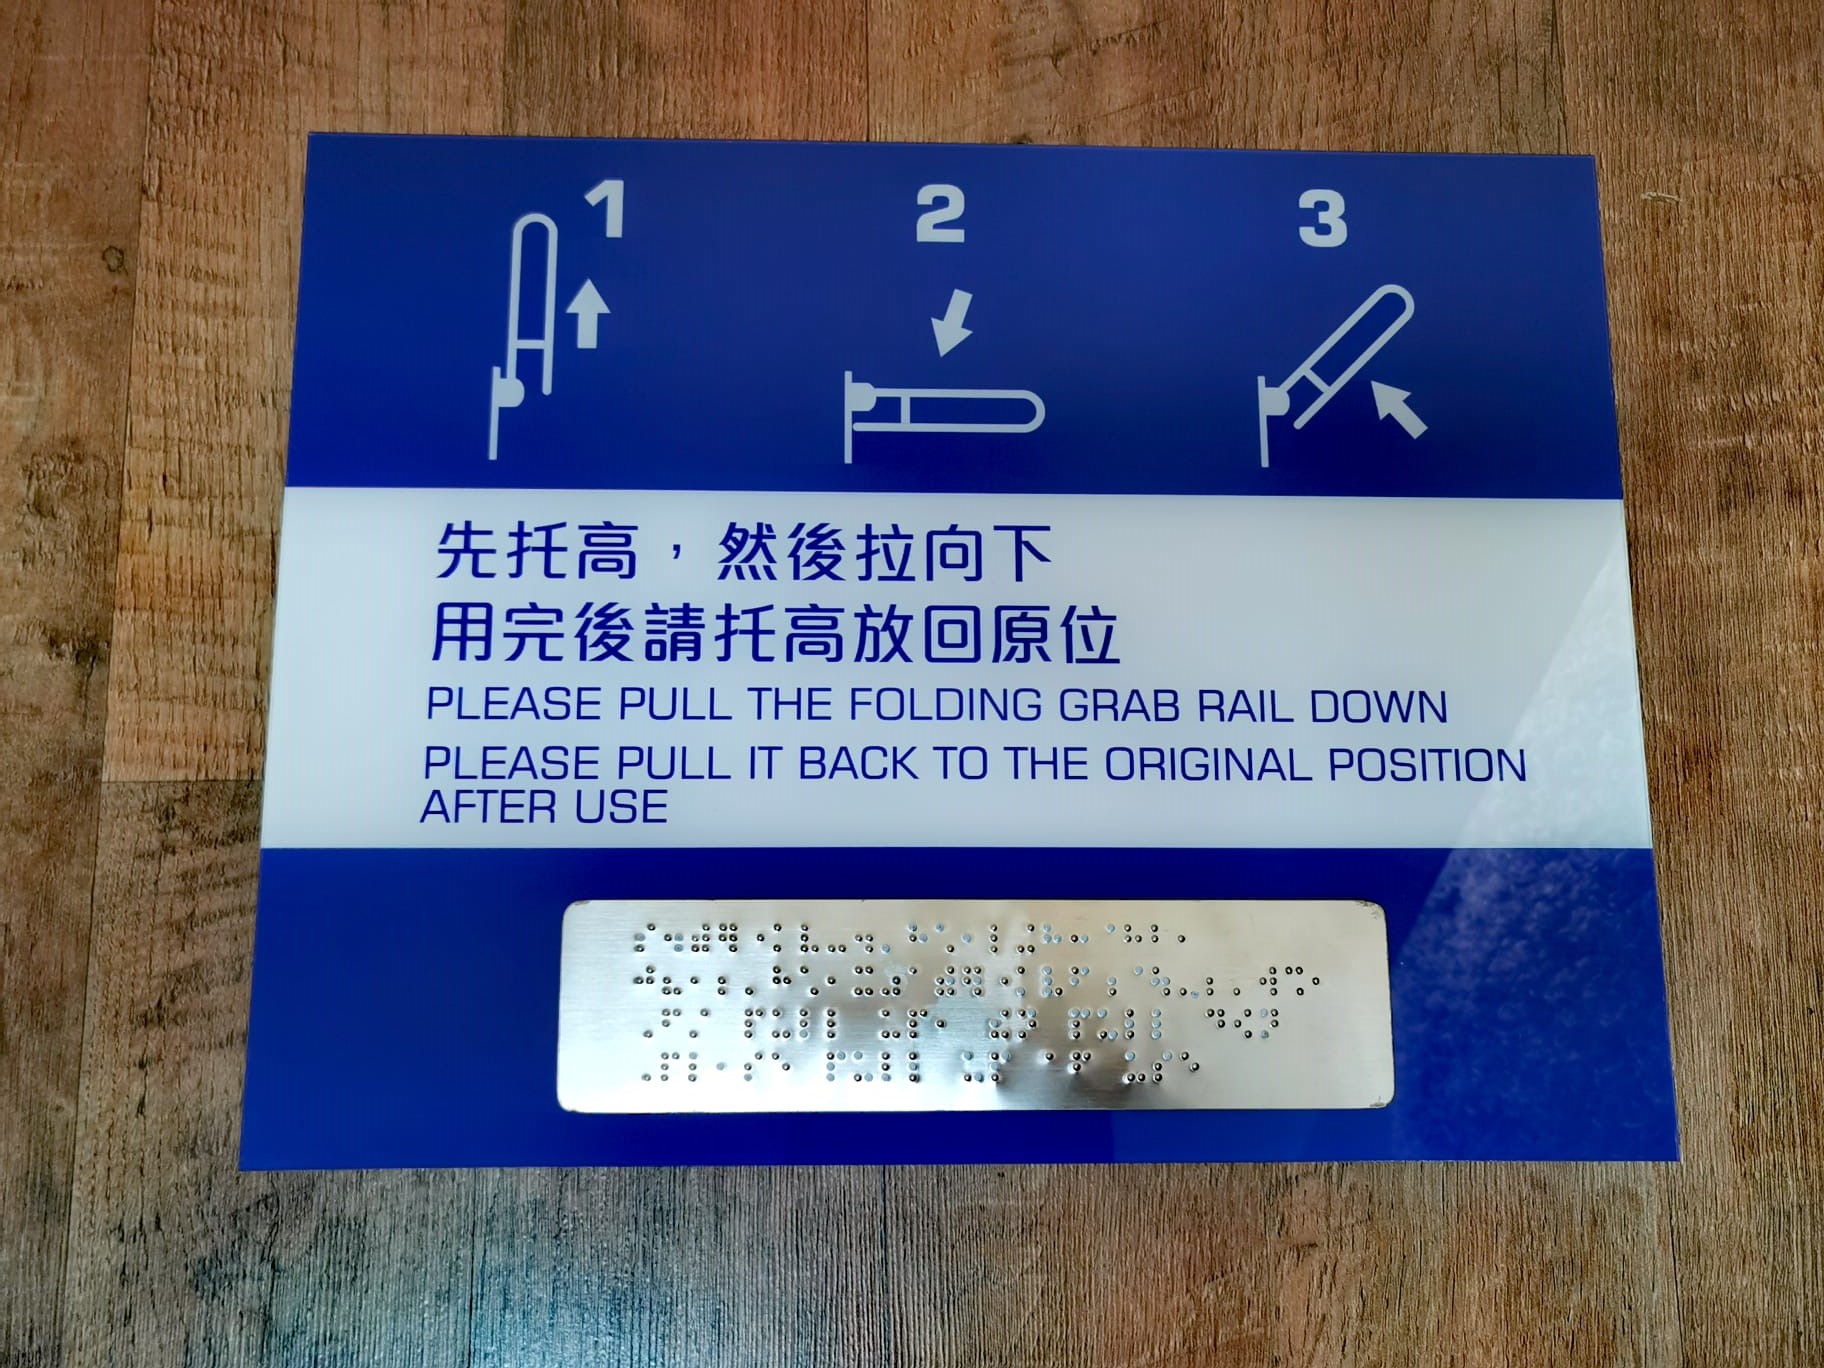 1 2 3
先托高，然後拉向下
用完後請托高放回原位
PLEASE PULL THE FOLDING GRAB RAIL DOWN
PLEASE PULL IT BACK TO THE ORIGINAL POSITION
AFTER USE